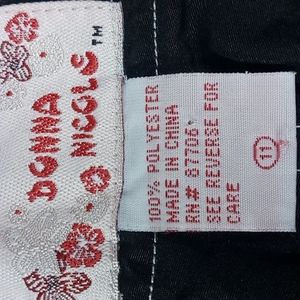 DONNA
NICOLE™
100% POLYESTER
MADE IN CHINA
RN# 87706
SEE REVERSE FOR
CARE
11